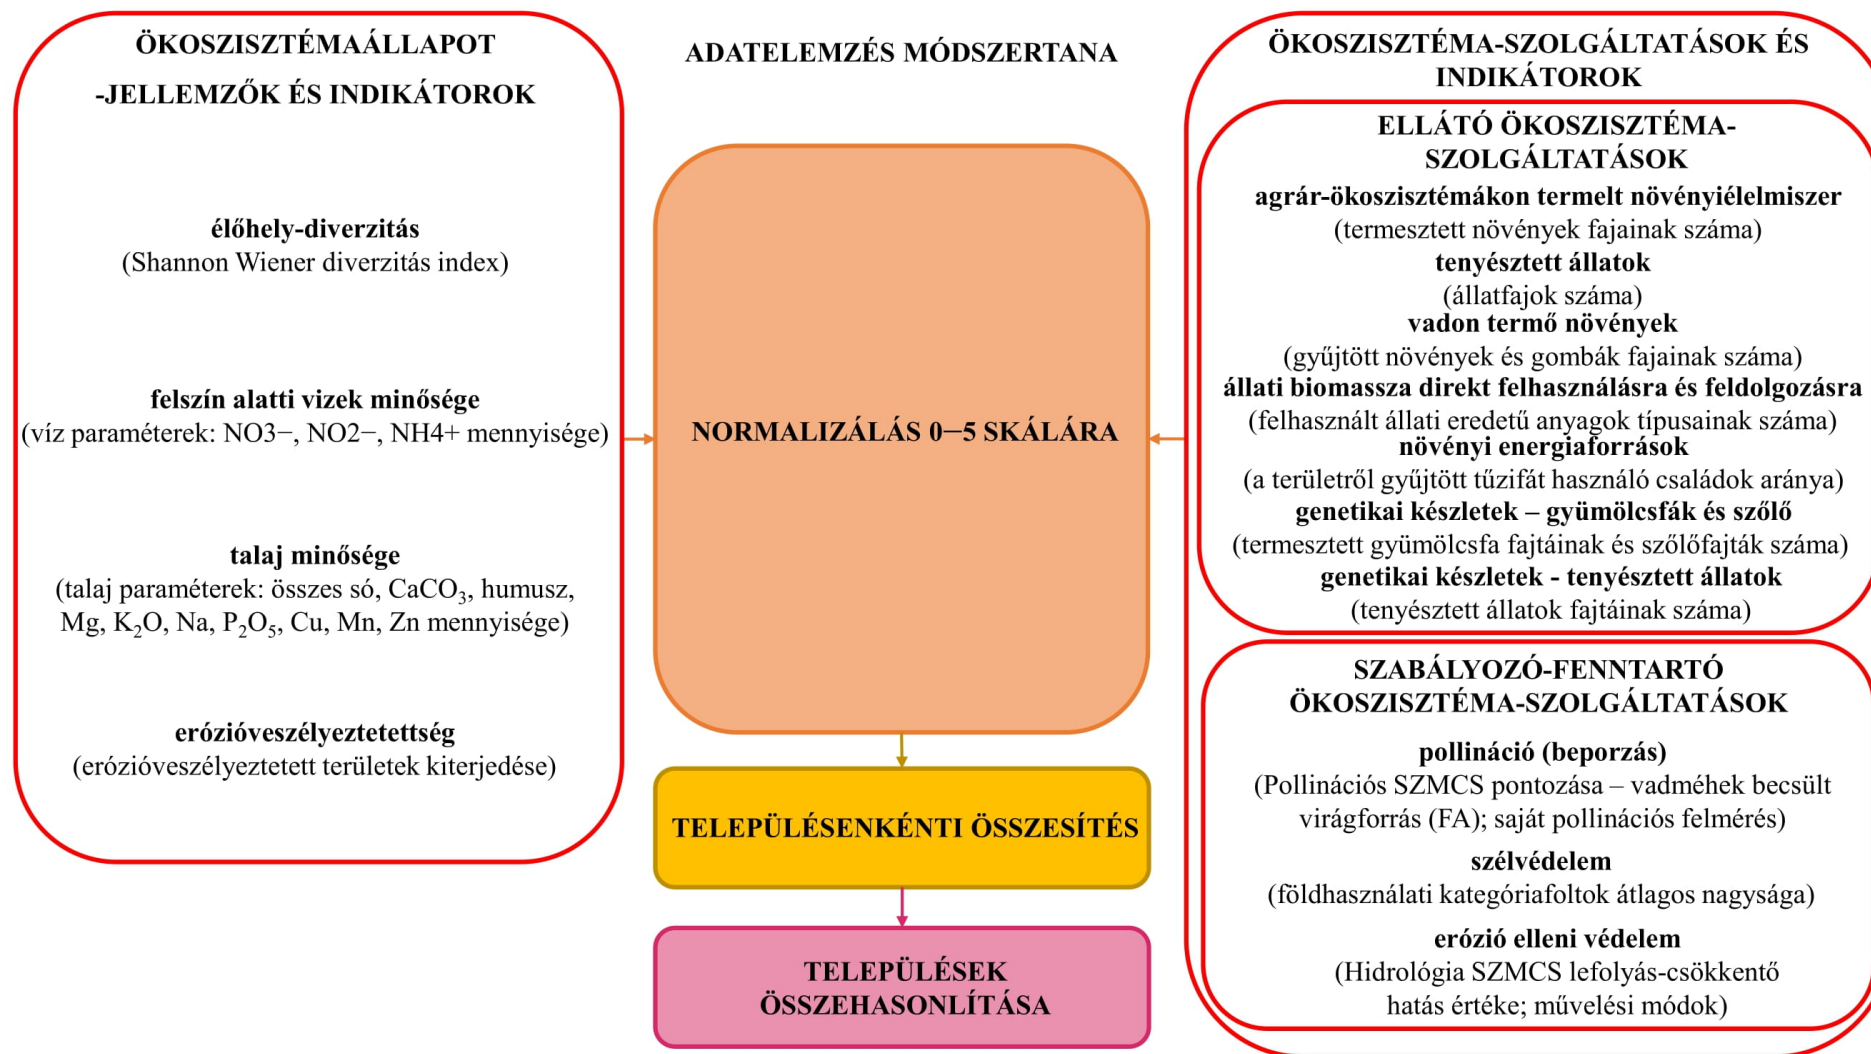 ÖKOSZISZTÉMAÁLLAPOT
-JELLEMZŐK ÉS INDIKÁTOROK
élőhely-diverzitás
(Shannon Wiener diverzitás index)
felszín alatti vizek minősége
(víz paraméterek: NO3−, NO2−, NH4+ mennyisége)
talaj minősége
(talaj paraméterek: összes só, CaCO₃, humusz,
Mg, K₂O, Na, P₂O₅, Cu, Mn, Zn mennyisége)
erózióveszélyeztetettség
(erózióveszélyeztetett területek kiterjedése)
ADATELEMZÉS MÓDSZERTANA
NORMALIZÁLÁS 0−5 SKÁLÁRA
TELEPÜLÉSENKÉNTI ÖSSZESÍTÉS
TELEPÜLÉSEK
ÖSSZEHASONLÍTÁSA
ÖKOSZISZTÉMA-SZOLGÁLTATÁSOK ÉS
INDIKÁTOROK
ELLÁTÓ ÖKOSZISZTÉMA-
SZOLGÁLTATÁSOK
agrár-ökoszisztémákon termelt növényiélelmiszer
(termesztett növények fajainak száma)
tenyésztett állatok
(állatfajok száma)
vadon termő növények
(gyűjtött növények és gombák fajainak száma)
állati biomassza direkt felhasználásra és feldolgozásra
(felhasznált állati eredetű anyagok típusainak száma)
növényi energiaforrások
(a területről gyűjtött tűzifát használó családok aránya)
genetikai készletek – gyümölcsfák és szőlő
(termesztett gyümölcsfa fajtáinak és szőlőfajták száma)
genetikai készletek - tenyésztett állatok
(tenyésztett állatok fajtáinak száma)
SZABÁLYOZÓ-FENNTARTÓ
ÖKOSZISZTÉMA-SZOLGÁLTATÁSOK
pollináció (beporzás)
(Pollinációs SZMCS pontozása – vadméhek becsült
virágforrás (FA); saját pollinációs felmérés)
szélvédelem
(földhasználati kategóriafoltok átlagos nagysága)
erózió elleni védelem
(Hidrológia SZMCS lefolyás-csökkentő
hatás értéke; művelési módok)